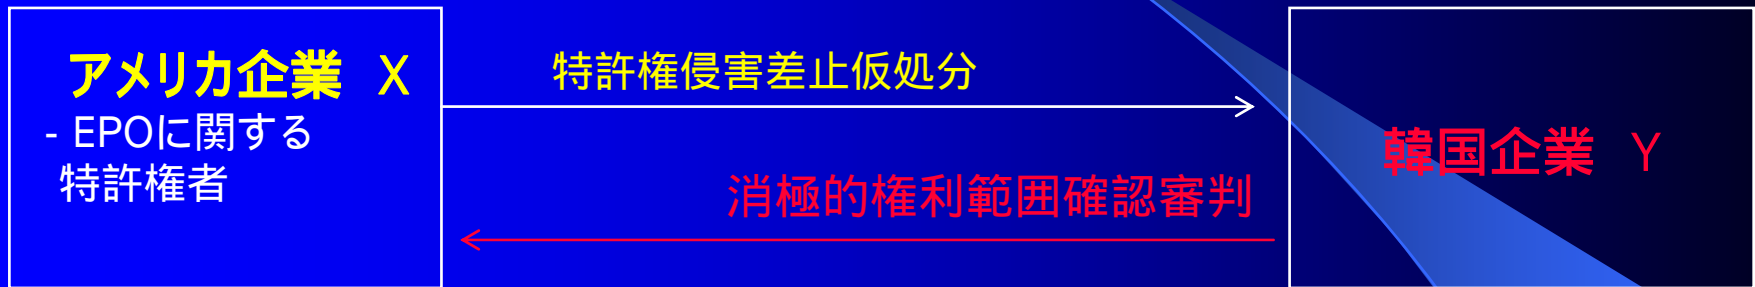 アメリカ企業　X
- EPOに関する
特許権者
特許権侵害差止仮処分
消極的権利範囲確認審判
韓国企業　Y